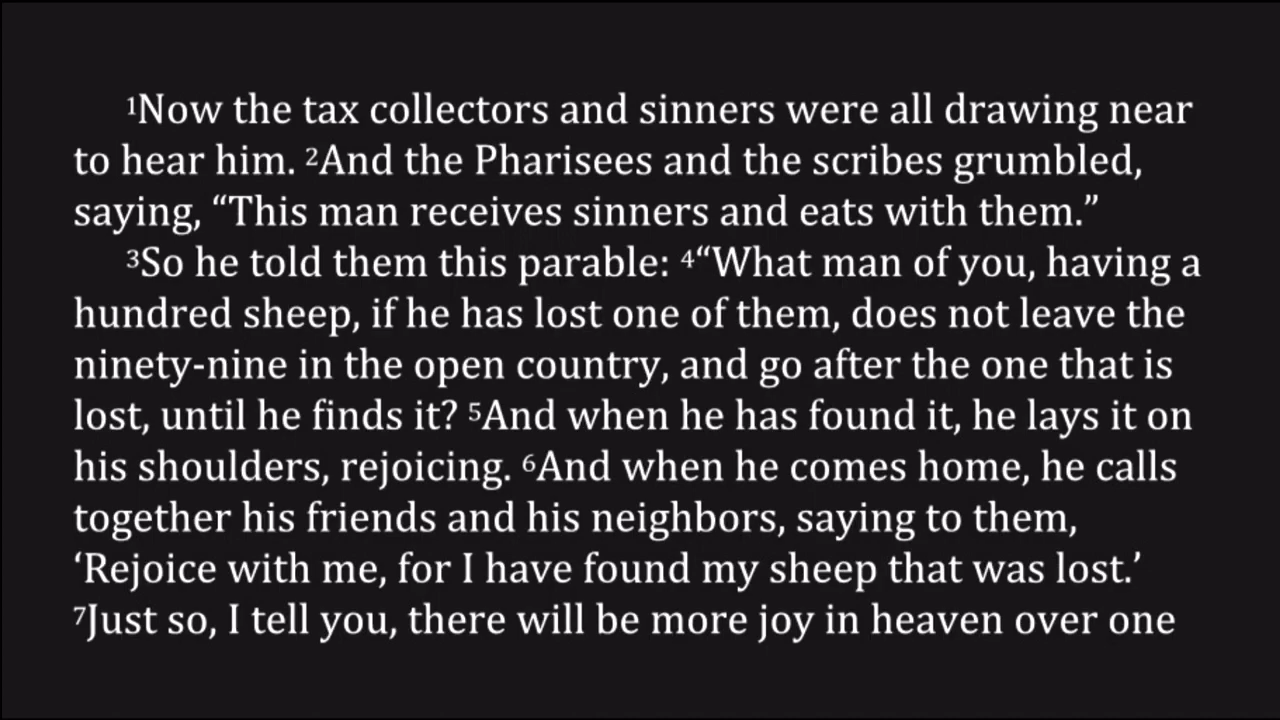 ¹Now the tax collectors and sinners were all drawing near
to hear him. ²And the Pharisees and the scribes grumbled,
saying, “This man receives sinners and eats with them.”
³So he told them this parable: ⁴“What man of you, having a
hundred sheep, if he has lost one of them, does not leave the
ninety-nine in the open country, and go after the one that is
lost, until he finds it? ⁵And when he has found it, he lays it on
his shoulders, rejoicing. ⁶And when he comes home, he calls
together his friends and his neighbors, saying to them,
‘Rejoice with me, for I have found my sheep that was lost.’
⁷Just so, I tell you, there will be more joy in heaven over one